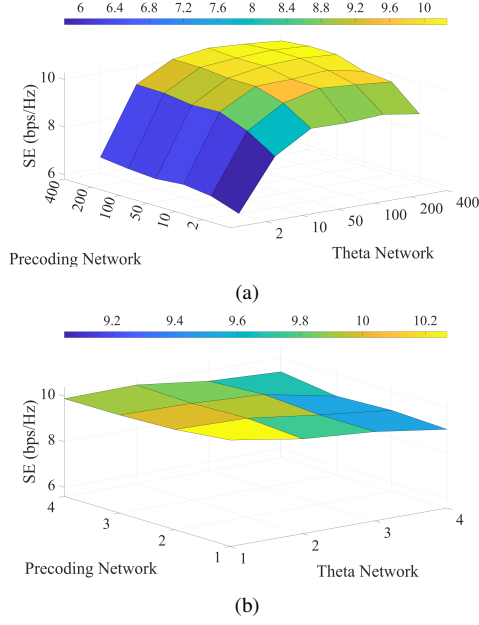 6 6.4 6.8 7.2 7.6 8 8.4 8.8 9.2 9.6 10
SE (bps/Hz)
10
8
6
400 200 100 50 10 2
2 10 50 100 200 400
Precoding Network
Theta Network
(a)
9.2 9.4 9.6 9.8 10 10.2
SE (bps/Hz)
10
8
6
4 3 2 1
1 2 3 4
Precoding Network
Theta Network
(b)